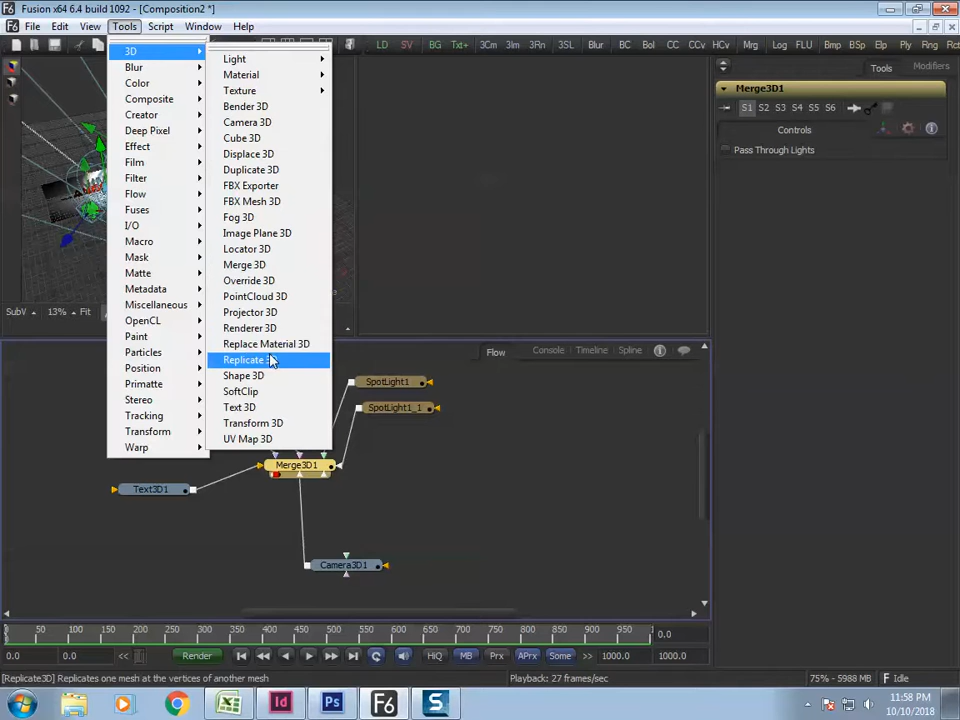 Fusion x64 6.4 build 1092 - [Composition2 *]
File Edit View Tools Script Window Help
LD SV BG Txt+ 3Cm 3Im 3Rn 3SL Blur BC Bol CC CCv HCv Mrg Log FLU Bmp BSp Elp Ply Rng Rct
3D
Blur
Color
Composite
Creator
Deep Pixel
Effect
Film
Filter
Flow
Fuses
I/O
Macro
Mask
Matte
Metadata
Miscellaneous
OpenCL
Paint
Particles
Position
Primatte
Stereo
Tracking
Transform
Warp
Light
Material
Texture
Bender 3D
Camera 3D
Cube 3D
Displace 3D
Duplicate 3D
FBX Exporter
FBX Mesh 3D
Fog 3D
Image Plane 3D
Locator 3D
Merge 3D
Override 3D
PointCloud 3D
Projector 3D
Renderer 3D
Replace Material 3D
Replicate
Shape 3D
SoftClip
Text 3D
Transform 3D
UV Map 3D
Tools Modifiers
Merge3D1
S1 S2 S3 S4 S5 S6
Controls
Pass Through Lights
SubV 13% Fit
Flow Console Timeline Spline
SpotLight1
SpotLight1_1
Merge3D1
Text3D1
Camera3D1
0 50 100 150 200 250 300 350 400 450 500 550 600 650 700 750 800 850 900 950 0.0
0.0 0.0 << Render HiQ MB Prx APrx Some >> 1000.0 1000.0
[Replicate3D] Replicates one mesh at the vertices of another mesh Playback: 27 frames/sec 75% - 5988 MB Idle
11:58 PM
10/10/2018